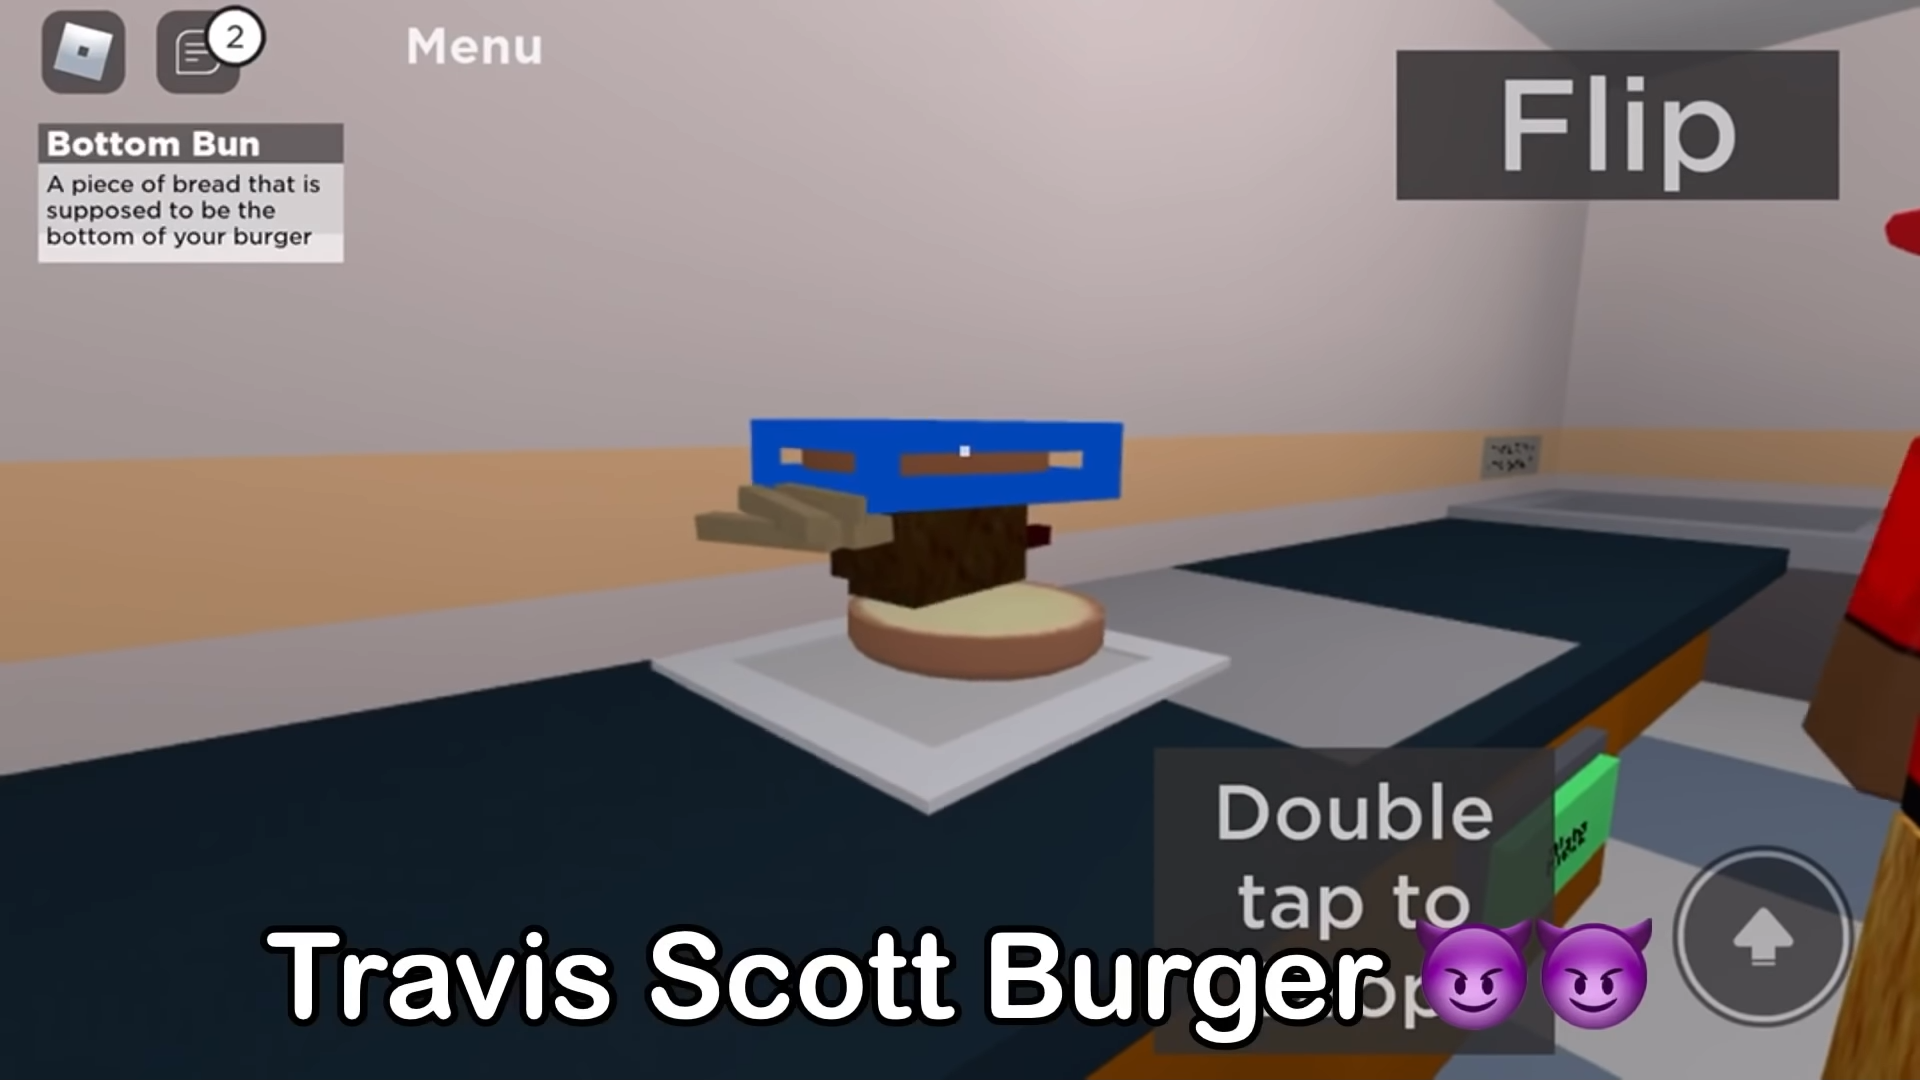 2
Menu
Flip
Bottom Bun
A piece of bread that is
supposed to be the
bottom of your burger
Double
tap to
Travis Scott Burger 😈😈